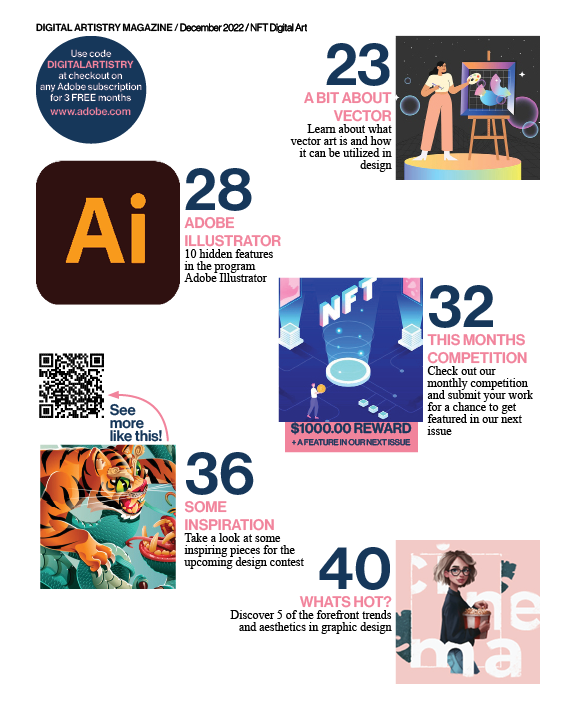 DIGITAL ARTISTRY MAGAZINE / December 2022 / NFT Digital Art
Use code
DIGITALARTISTRY
at checkout on
any Adobe subscription
for 3 FREE months
www.adobe.com
23
A BIT ABOUT
VECTOR
Learn about what
vector art is and how
it can be utilized in
design
Ai
28
ADOBE
ILLUSTRATOR
10 hidden features
in the program
Adobe Illustrator
NFT
32
THIS MONTHS
COMPETITION
Check out our
monthly competition
and submit your work
for a chance to get
featured in our next
issue
$1000.00 REWARD
+ A FEATURE IN OUR NEXT ISSUE
See
more
like this!
36
SOME
INSPIRATION
Take a look at some
inspiring pieces for the
upcoming design contest
40
WHATS HOT?
Discover 5 of the forefront trends
and aesthetics in graphic design
ci
ne
ma